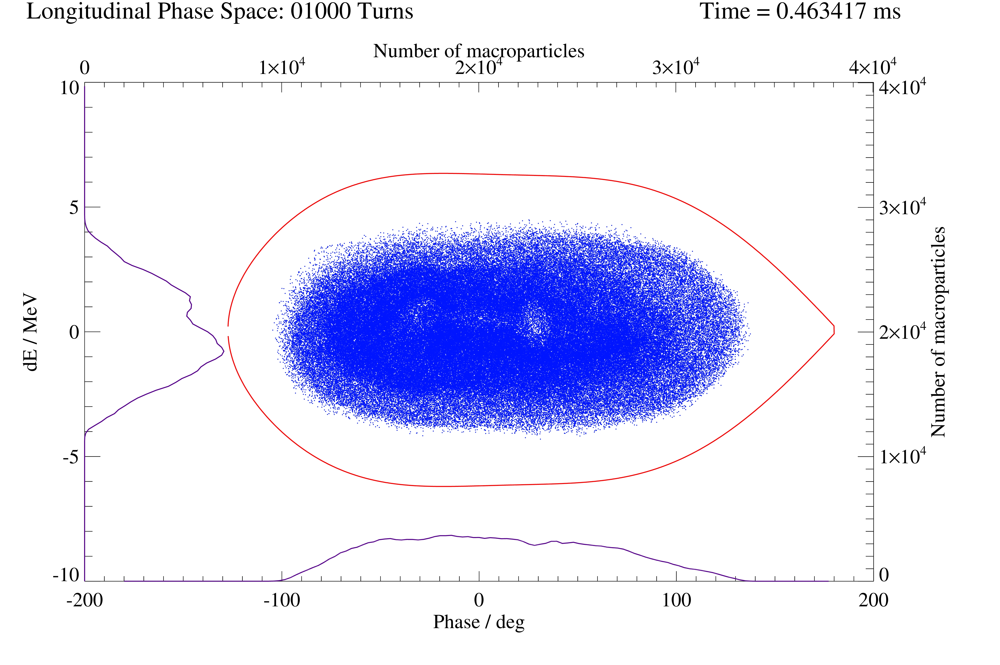 Longitudinal Phase Space: 01000 Turns
Time = 0.463417 ms
Number of macroparticles
0 1×10⁴ 2×10⁴ 3×10⁴ 4×10⁴
10
5
0
-5
-10
dE / MeV
4×10⁴
3×10⁴
2×10⁴
1×10⁴
0
Number of macroparticles
-200 -100 0 100 200
Phase / deg